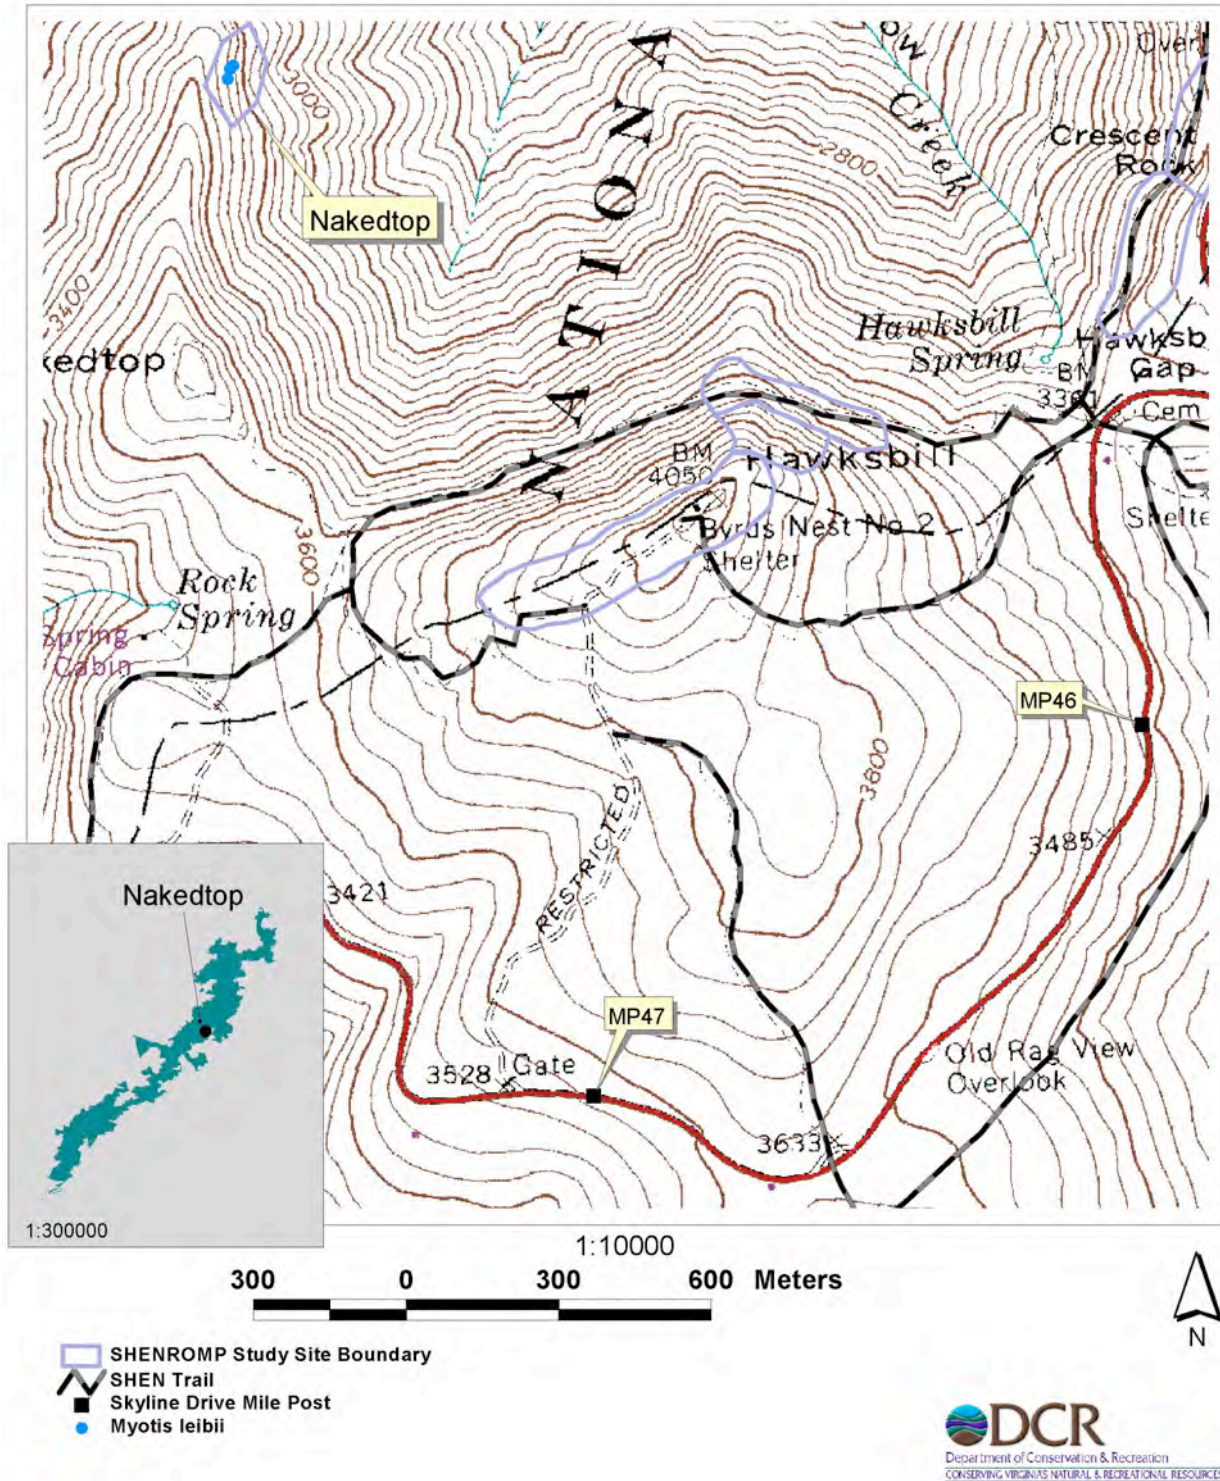 Over
ow
Creek
NATIONA
3000
2800
Crescent
Rock
Nakedtop
3400
kedtop
Hawksbill
Spring
Hawksb
Gap
BM
3361
Cem
BM
4050
Hawksbill
Byrds Nest No 2
Shelter
Shelte
3600
Rock
Spring
Spring
Cabin
MP46
3800
RESTRICTED
3485
3421
Nakedtop
MP47
Gate
3528
Old Rag View
Overlook
3633
1:300000
1:10000
300 0 300 600 Meters
N
SHENROMP Study Site Boundary
SHEN Trail
Skyline Drive Mile Post
Myotis leibii
DCR
Department of Conservation & Recreation
CONSERVING VIRGINIA'S NATURAL & RECREATIONAL RESOURCES